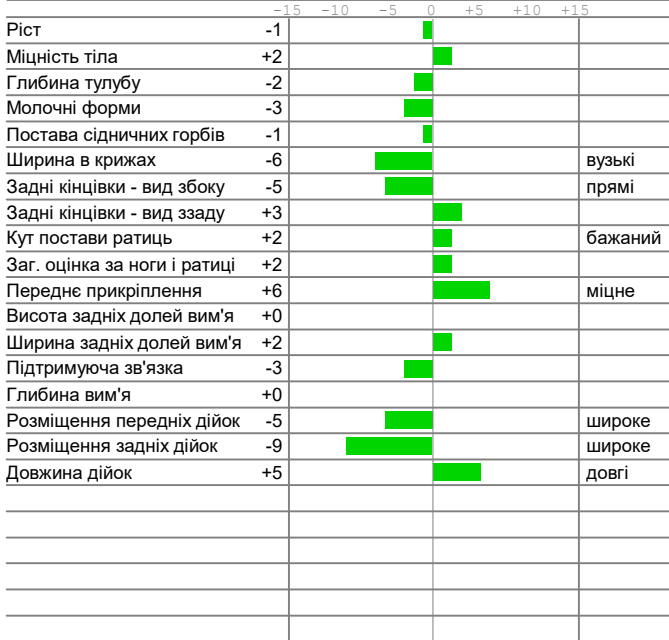 -15 -10 -5 0 +5 +10 +15
Ріст -1
Міцність тіла +2
Глибина тулубу -2
Молочні форми -3
Постава сідничних горбів -1
Ширина в крижах -6 вузькі
Задні кінцівки - вид збоку -5 прямі
Задні кінцівки - вид ззаду +3
Кут постави ратиць +2 бажаний
Заг. оцінка за ноги і ратиці +2
Переднє прикріплення +6 міцне
Висота задніх долей вим'я +0
Ширина задніх долей вим'я +2
Підтримуюча зв'язка -3
Глибина вим'я +0
Розміщення передніх дійок -5 широке
Розміщення задніх дійок -9 широке
Довжина дійок +5 довгі